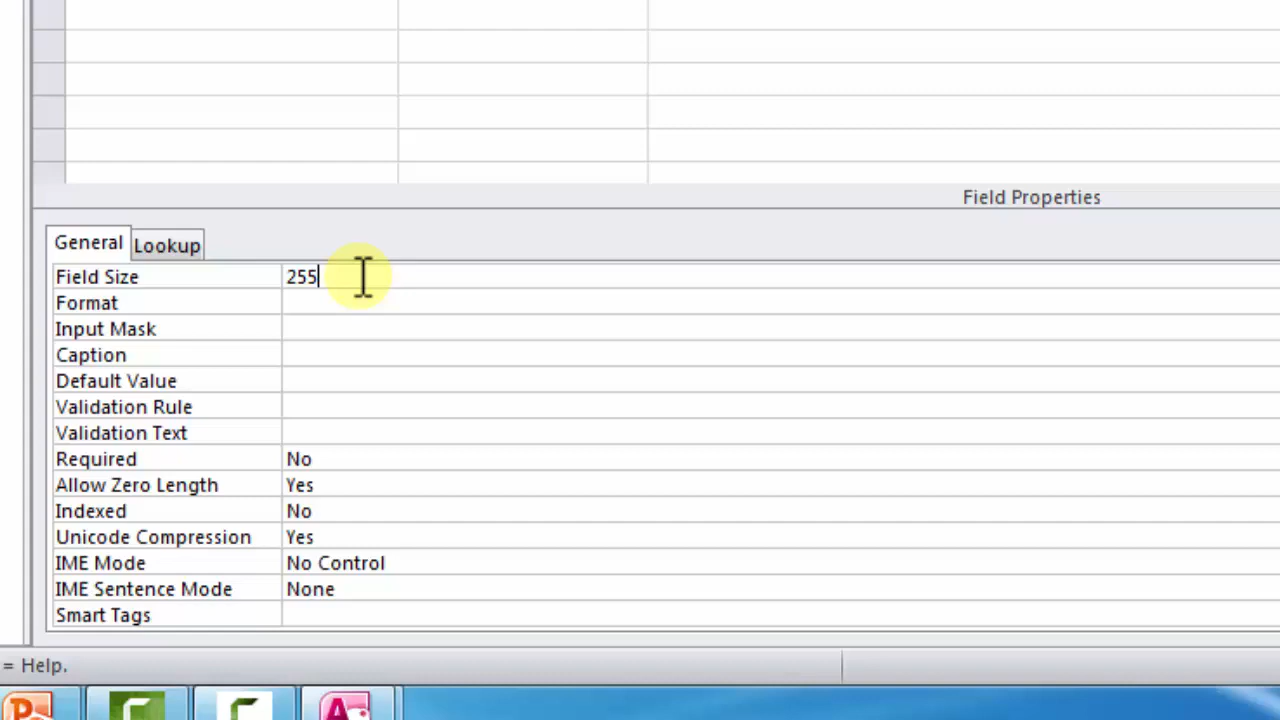 Field Properties
General Lookup
Field Size 255
Format
Input Mask
Caption
Default Value
Validation Rule
Validation Text
Required No
Allow Zero Length Yes
Indexed No
Unicode Compression Yes
IME Mode No Control
IME Sentence Mode None
Smart Tags
= Help.